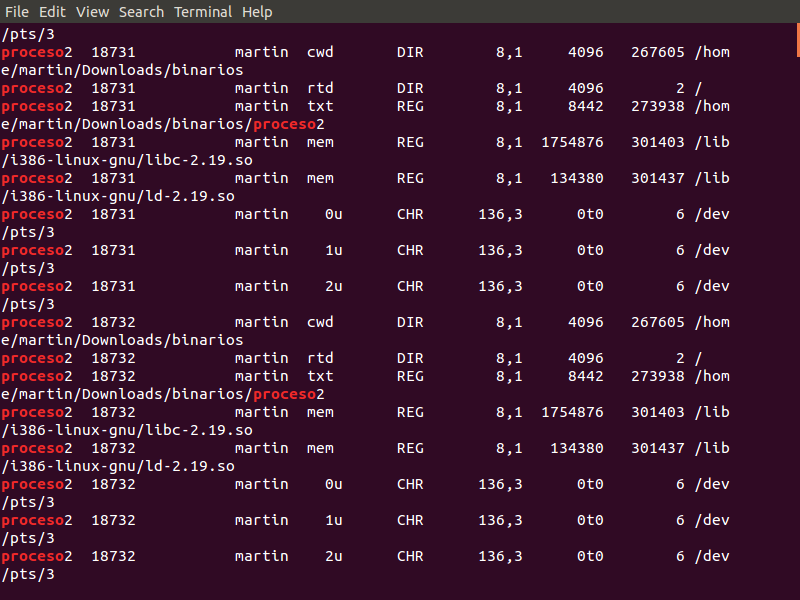 File Edit View Search Terminal Help
/pts/3
proceso2 18731 martin cwd DIR 8,1 4096 267605 /hom
e/martin/Downloads/binarios
proceso2 18731 martin rtd DIR 8,1 4096 2 /
proceso2 18731 martin txt REG 8,1 8442 273938 /hom
e/martin/Downloads/binarios/proceso2
proceso2 18731 martin mem REG 8,1 1754876 301403 /lib
/i386-linux-gnu/libc-2.19.so
proceso2 18731 martin mem REG 8,1 134380 301437 /lib
/i386-linux-gnu/ld-2.19.so
proceso2 18731 martin 0u CHR 136,3 0t0 6 /dev
/pts/3
proceso2 18731 martin 1u CHR 136,3 0t0 6 /dev
/pts/3
proceso2 18731 martin 2u CHR 136,3 0t0 6 /dev
/pts/3
proceso2 18732 martin cwd DIR 8,1 4096 267605 /hom
e/martin/Downloads/binarios
proceso2 18732 martin rtd DIR 8,1 4096 2 /
proceso2 18732 martin txt REG 8,1 8442 273938 /hom
e/martin/Downloads/binarios/proceso2
proceso2 18732 martin mem REG 8,1 1754876 301403 /lib
/i386-linux-gnu/libc-2.19.so
proceso2 18732 martin mem REG 8,1 134380 301437 /lib
/i386-linux-gnu/ld-2.19.so
proceso2 18732 martin 0u CHR 136,3 0t0 6 /dev
/pts/3
proceso2 18732 martin 1u CHR 136,3 0t0 6 /dev
/pts/3
proceso2 18732 martin 2u CHR 136,3 0t0 6 /dev
/pts/3